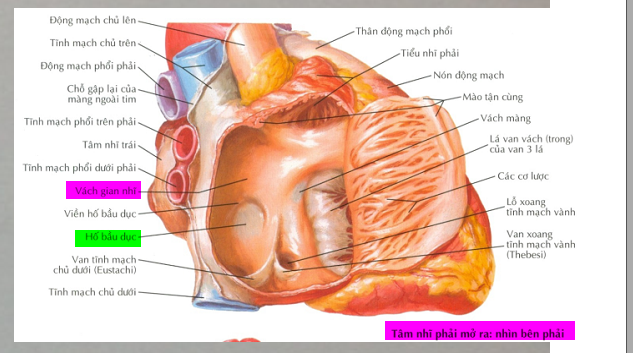 Động mạch chủ lên
Tĩnh mạch chủ trên
Động mạch phổi phải
Chỗ gặp lại của
màng ngoài tim
Tĩnh mạch phổi trên phải
Tâm nhĩ trái
Tĩnh mạch phổi dưới phải
Vách gian nhĩ
Viền hố bầu dục
Hố bầu dục
Van tĩnh mạch
chủ dưới (Eustachi)
Tĩnh mạch chủ dưới
Thân động mạch phổi
Tiểu nhĩ phải
Nón động mạch
Mào tận cùng
Vách màng
Lá van vách (trong)
của van 3 lá
Các cơ lược
Lỗ xoang
tĩnh mạch vành
Van xoang
tĩnh mạch vành
(Thebesi)
Tâm nhĩ phải mở ra: nhìn bên phải